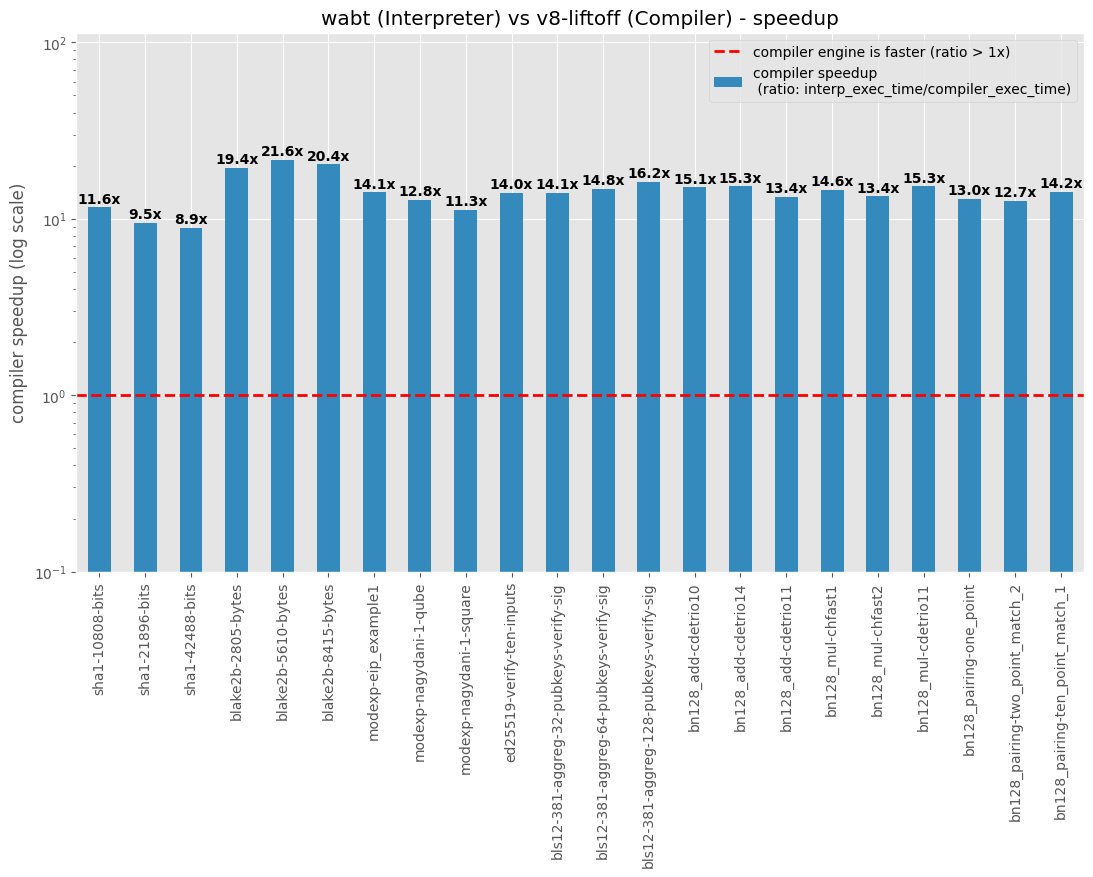 wabt (Interpreter) vs v8-liftoff (Compiler) - speedup
compiler engine is faster (ratio > 1x)
compiler speedup
(ratio: interp_exec_time/compiler_exec_time)
compiler speedup (log scale)
10²
10¹
10⁰
10⁻¹
11.6x
9.5x
8.9x
19.4x
21.6x
20.4x
14.1x
12.8x
11.3x
14.0x
14.1x
14.8x
16.2x
15.1x
15.3x
13.4x
14.6x
13.4x
15.3x
13.0x
12.7x
14.2x
sha1-10808-bits
sha1-21896-bits
sha1-42488-bits
blake2b-2805-bytes
blake2b-5610-bytes
blake2b-8415-bytes
modexp-eip_example1
modexp-nagydani-1-qube
modexp-nagydani-1-square
ed25519-verify-ten-inputs
bls12-381-aggreg-32-pubkeys-verify-sig
bls12-381-aggreg-64-pubkeys-verify-sig
bls12-381-aggreg-128-pubkeys-verify-sig
bn128_add-cdetrio10
bn128_add-cdetrio14
bn128_add-cdetrio11
bn128_mul-chfast1
bn128_mul-chfast2
bn128_mul-cdetrio11
bn128_pairing-one_point
bn128_pairing-two_point_match_2
bn128_pairing-ten_point_match_1